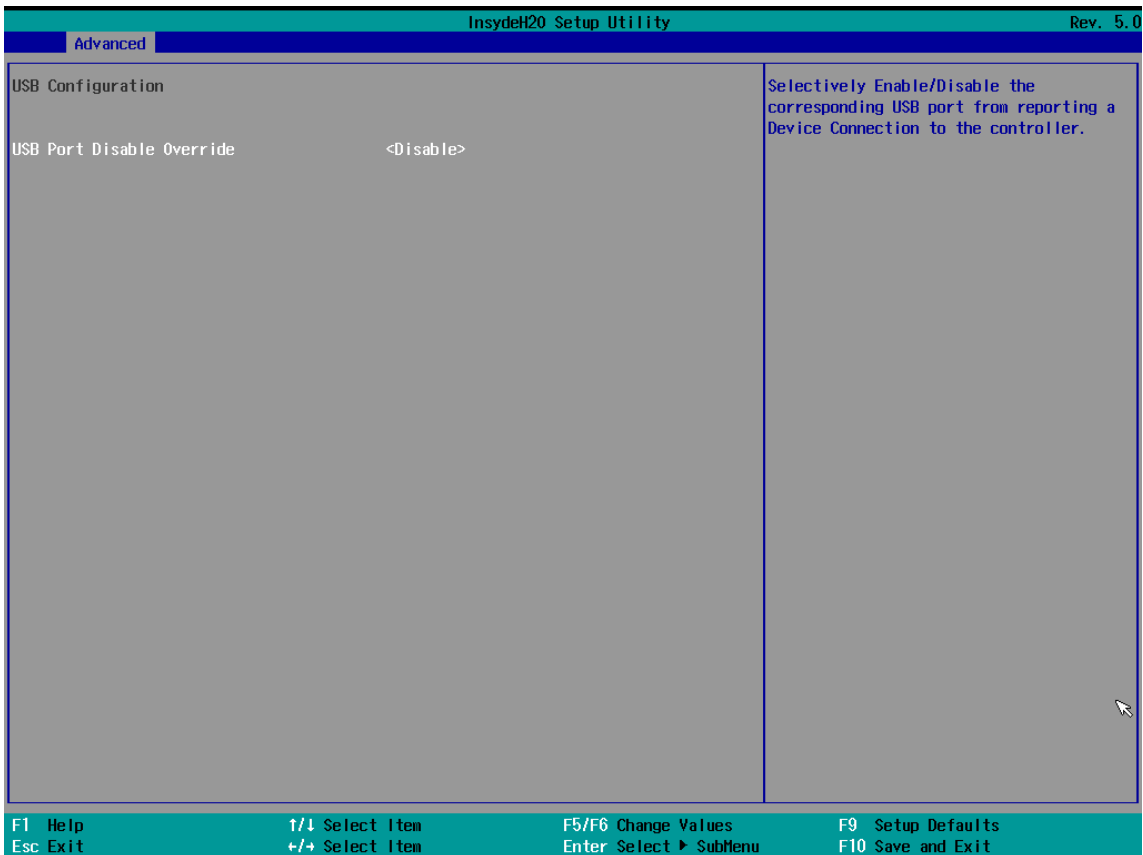 InsydeH20 Setup Utility Rev. 5.0
Advanced
USB Configuration
Selectively Enable/Disable the
corresponding USB port from reporting a
Device Connection to the controller.
USB Port Disable Override <Disable>
F1 Help ↑/↓ Select Item F5/F6 Change Values F9 Setup Defaults
Esc Exit ←/→ Select Item Enter Select ▶ SubMenu F10 Save and Exit